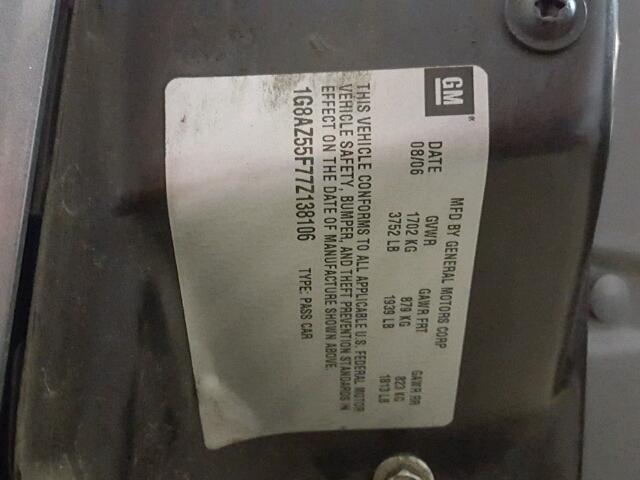 GM
MFD BY GENERAL MOTORS CORP
DATE GVWR GAWR FRT GAWR RR
08/06 1702 KG 879 KG 823 KG
3752 LB 1939 LB 1813 LB
THIS VEHICLE CONFORMS TO ALL APPLICABLE U.S. FEDERAL MOTOR
VEHICLE SAFETY, BUMPER, AND THEFT PREVENTION STANDARDS IN
EFFECT ON THE DATE OF MANUFACTURE SHOWN ABOVE.
1G8AZ55F77Z138106 TYPE: PASS CAR